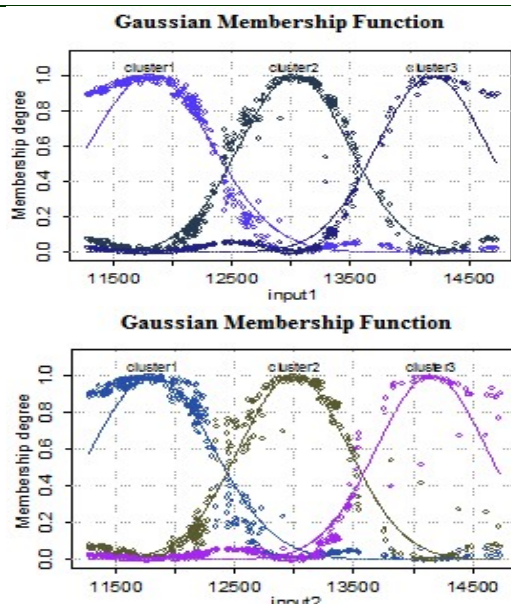 Gaussian Membership Function
cluster1 cluster2 cluster3
Membership degree
1.0
0.8
0.6
0.4
0.2
0.0
11500 12500 13500 14500
input1
Gaussian Membership Function
cluster1 cluster2 cluster3
Membership degree
1.0
0.8
0.6
0.4
0.2
0.0
11500 12500 13500 14500
input2